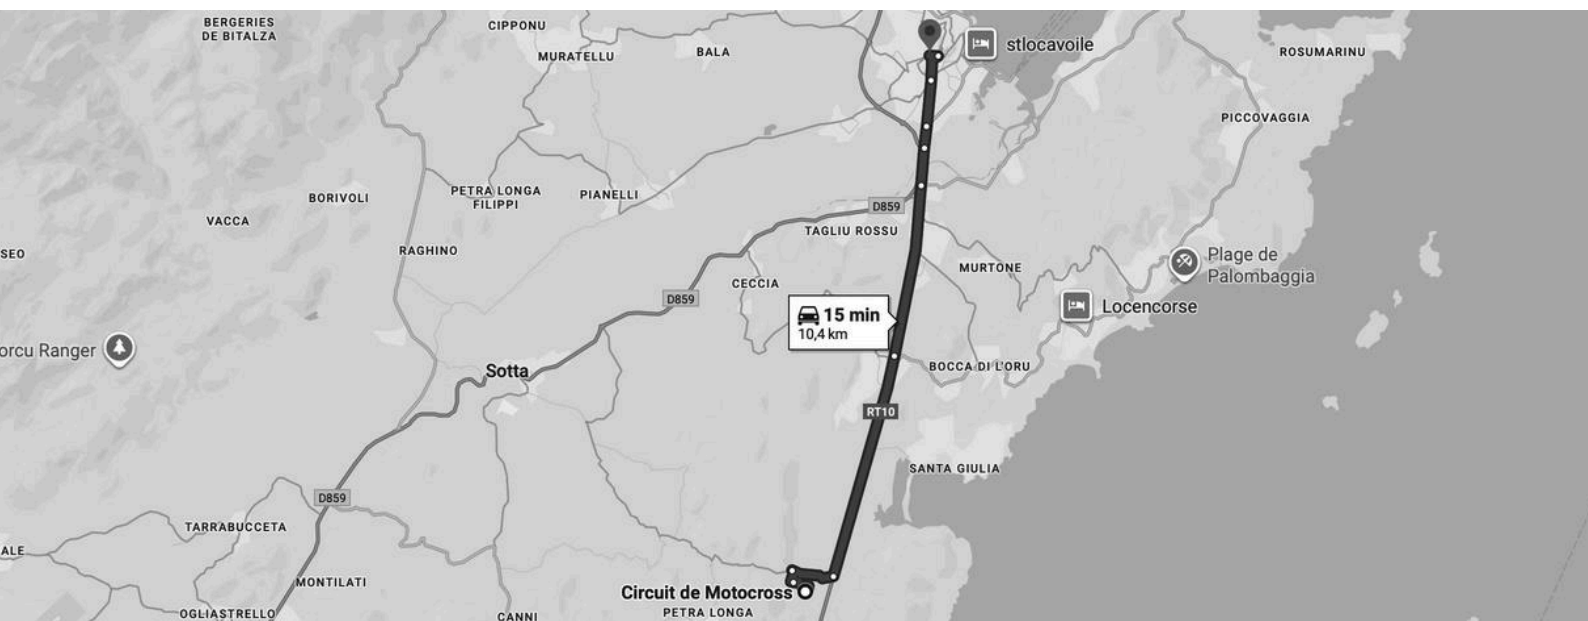 BERGERIES
DE BITALZA
CIPPONU
MURATELLU
BALA
stlocavoile
ROSUMARINU
PICCOVAGGIA
BORIVOLI
PETRA LONGA
FILIPPI
PIANELLI
VACCA
D859
TAGLIU ROSSU
SEO
RAGHINO
MURTONE
Plage de
Palombaggia
CECCIA
D859
15 min
10,4 km
Locencorse
orcu Ranger
Sotta
BOCCA DI L'ORU
RT10
SANTA GIULIA
D859
TARRABUCCETA
ALE
MONTILATI
Circuit de Motocross
PETRA LONGA
OGLIASTRELLO
CANNI